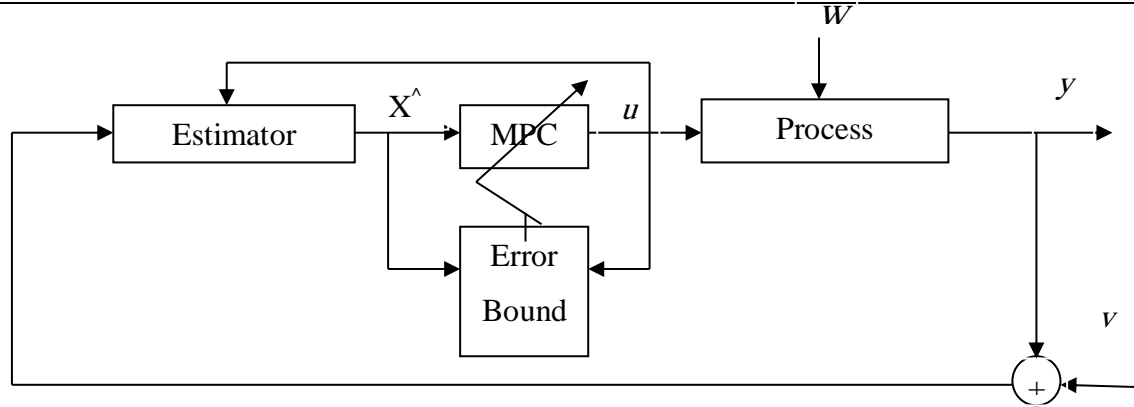 W
X^
u
y
Estimator
MPC
Process
Error
Bound
v
+